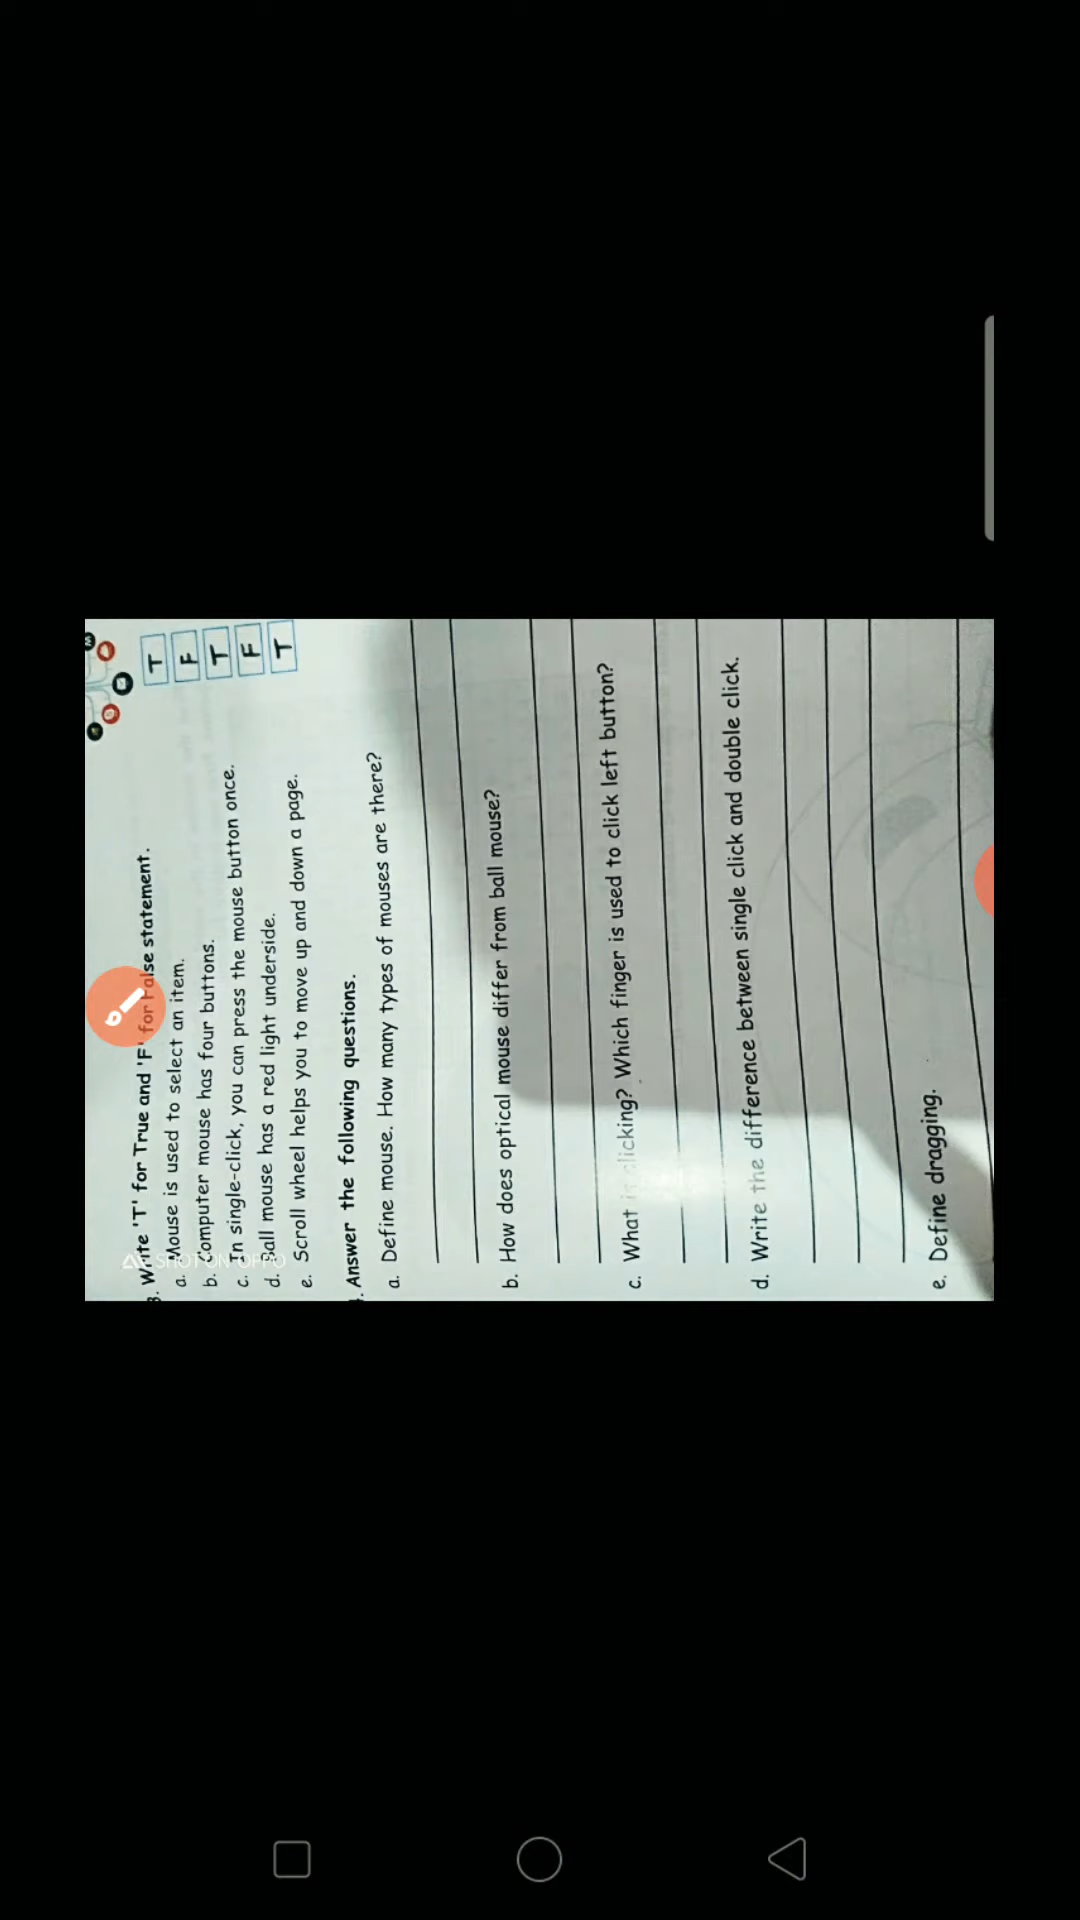 3. Write 'T' for True and 'F' for False statement.
a. Mouse is used to select an item. T
b. Computer mouse has four buttons. F
c. In single-click, you can press the mouse button once. T
d. Ball mouse has a red light underside. F
e. Scroll wheel helps you to move up and down a page. T
SHOT ON OPPO
Answer the following questions.
a. Define mouse. How many types of mouses are there?
b. How does optical mouse differ from ball mouse?
c. What is clicking? Which finger is used to click left button?
d. Write the difference between single click and double click.
e. Define dragging.